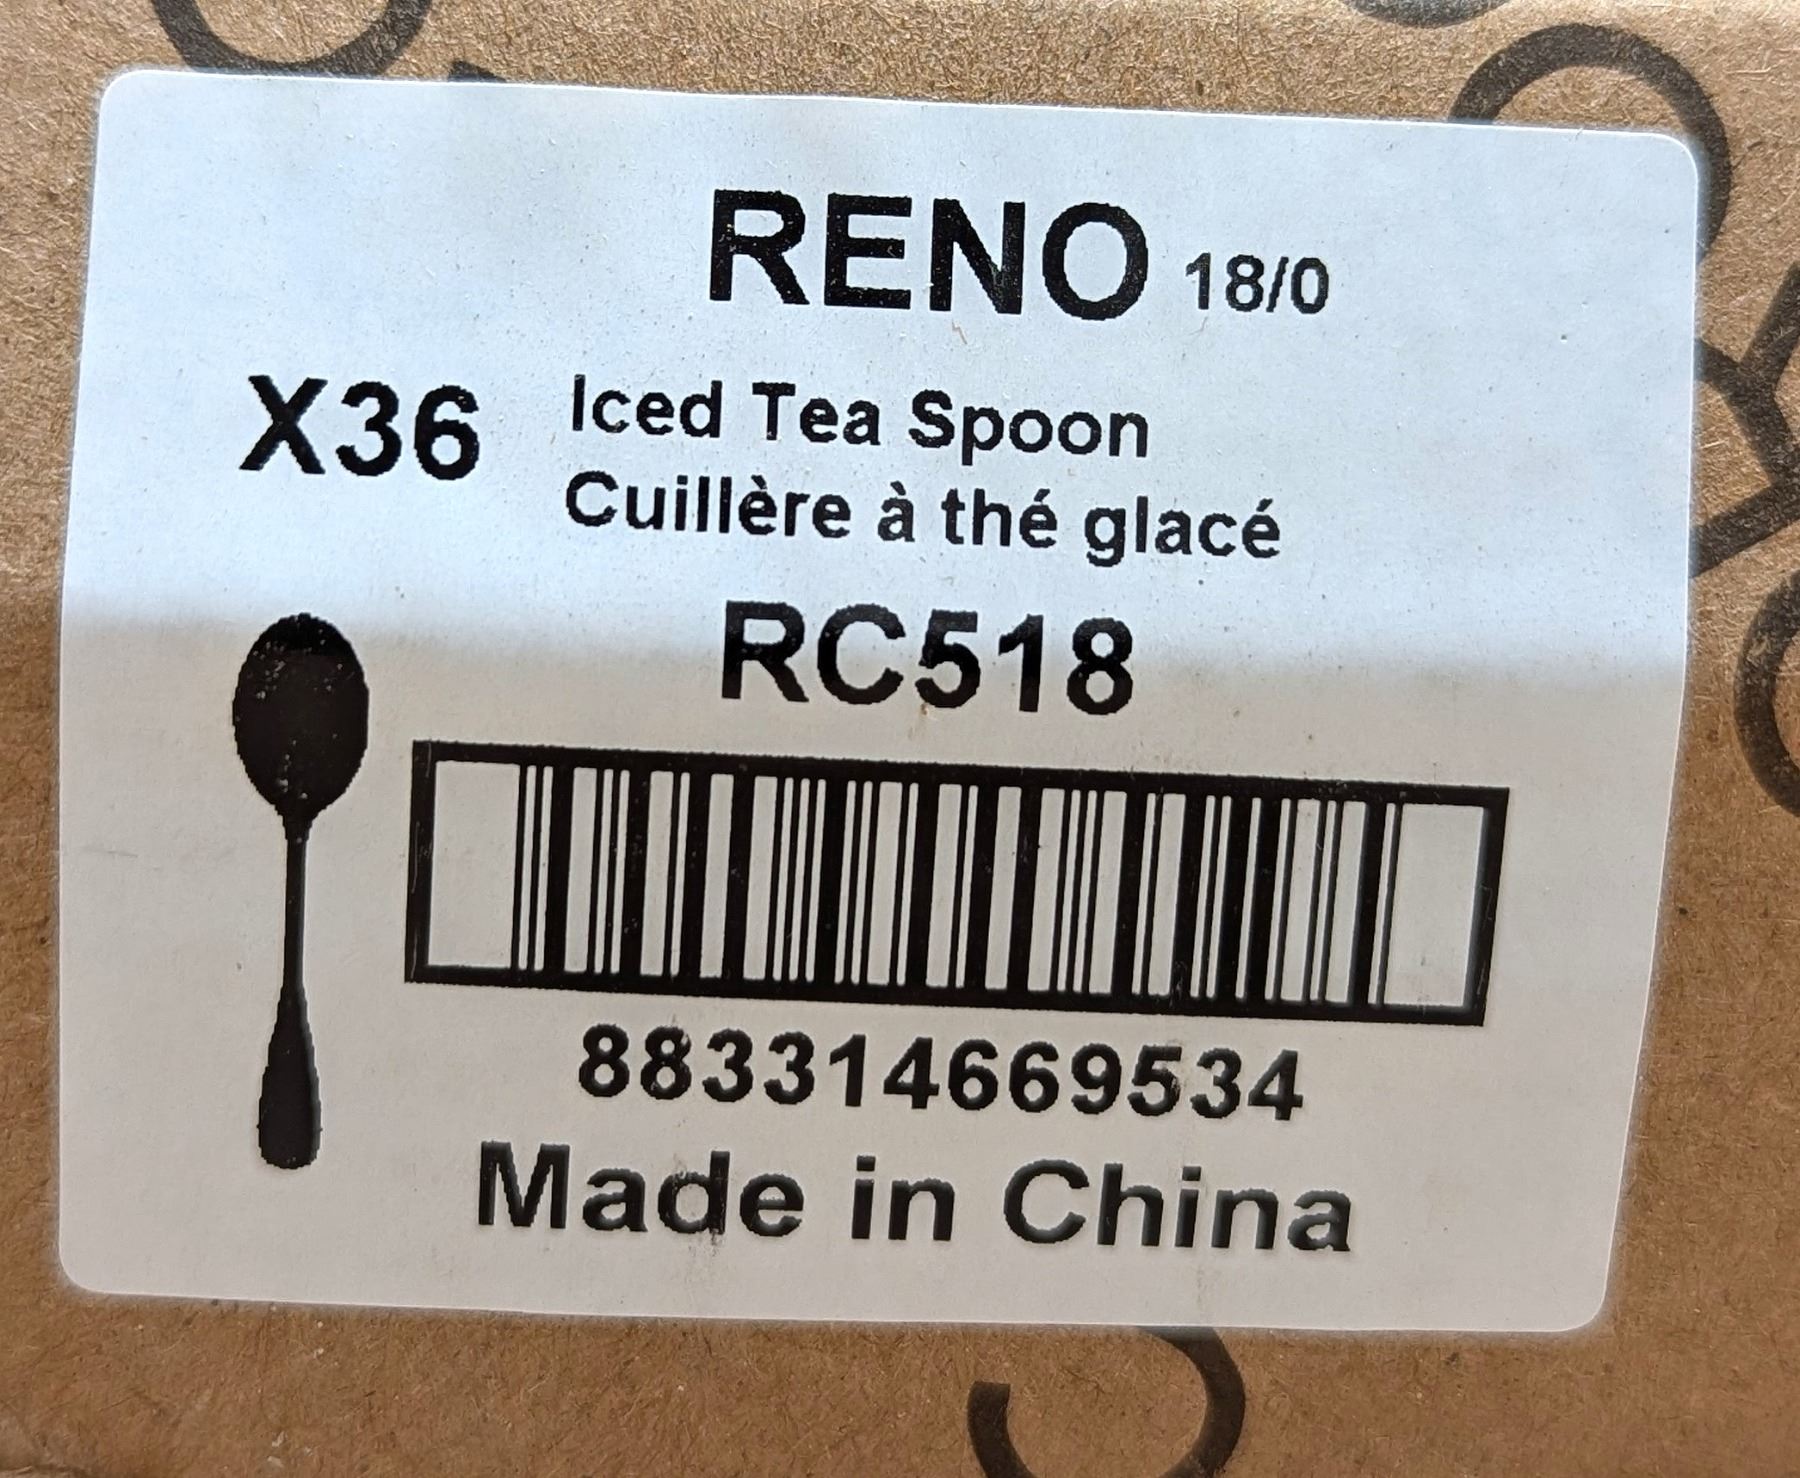 RENO 18/0
X36 Iced Tea Spoon
Cuillère à thé glacé
RC518
883314669534
Made in China